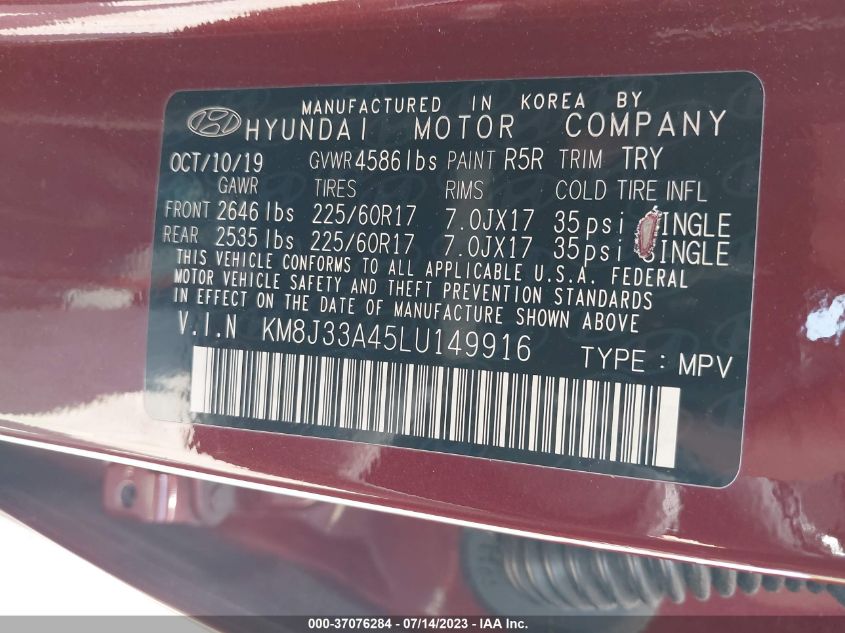 MANUFACTURED IN KOREA BY
HYUNDAI MOTOR COMPANY
OCT/10/19 GVWR 4586 lbs PAINT R5R TRIM TRY
GAWR TIRES RIMS COLD TIRE INFL
FRONT 2646 lbs 225/60R17 7.0JX17 35psi SINGLE
REAR 2535 lbs 225/60R17 7.0JX17 35psi SINGLE
THIS VEHICLE CONFORMS TO ALL APPLICABLE U.S.A. FEDERAL
MOTOR VEHICLE SAFETY AND THEFT PREVENTION STANDARDS
IN EFFECT ON THE DATE OF MANUFACTURE SHOWN ABOVE
V.I.N KM8J33A45LU149916
TYPE : MPV
000-37076284 - 07/14/2023 - IAA Inc.